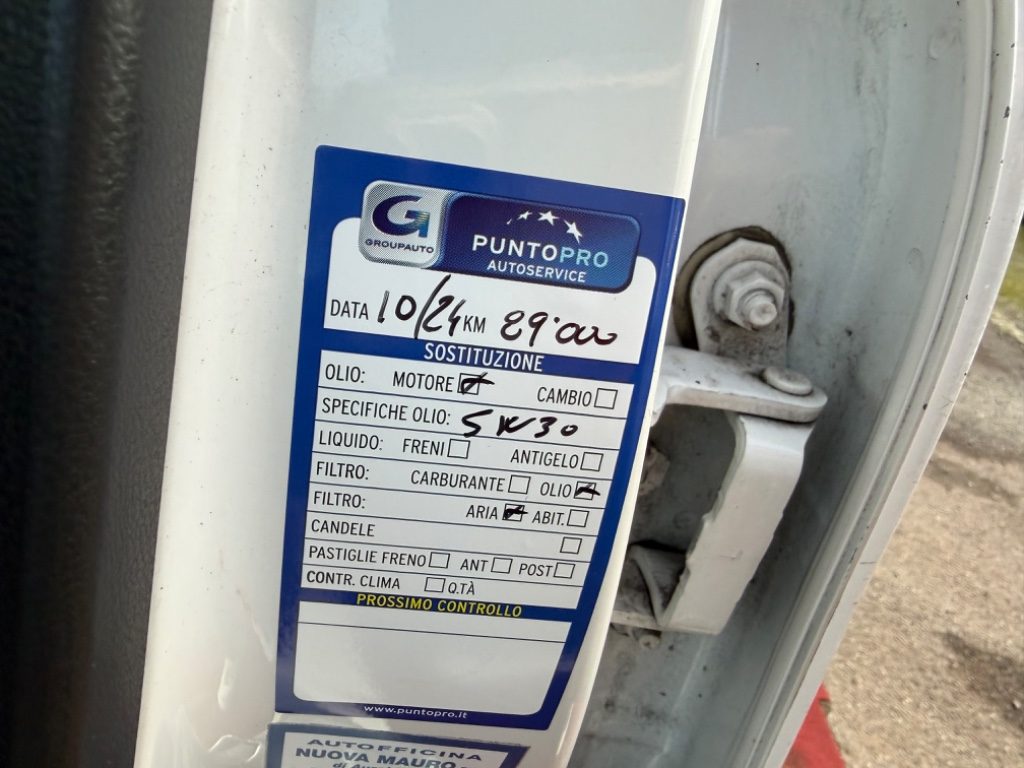 G
GROUPAUTO
PUNTOPRO
AUTOSERVICE
DATA 10/24 KM 89.000
SOSTITUZIONE
OLIO: MOTORE CAMBIO
SPECIFICHE OLIO: 5W30
LIQUIDO: FRENI ANTIGELO
FILTRO: CARBURANTE OLIO
FILTRO: ARIA ABIT.
CANDELE
PASTIGLIE FRENO ANT POST
CONTR. CLIMA Q.TÀ
PROSSIMO CONTROLLO
www.puntopro.it
AUTOFFICINA
NUOVA MAURO